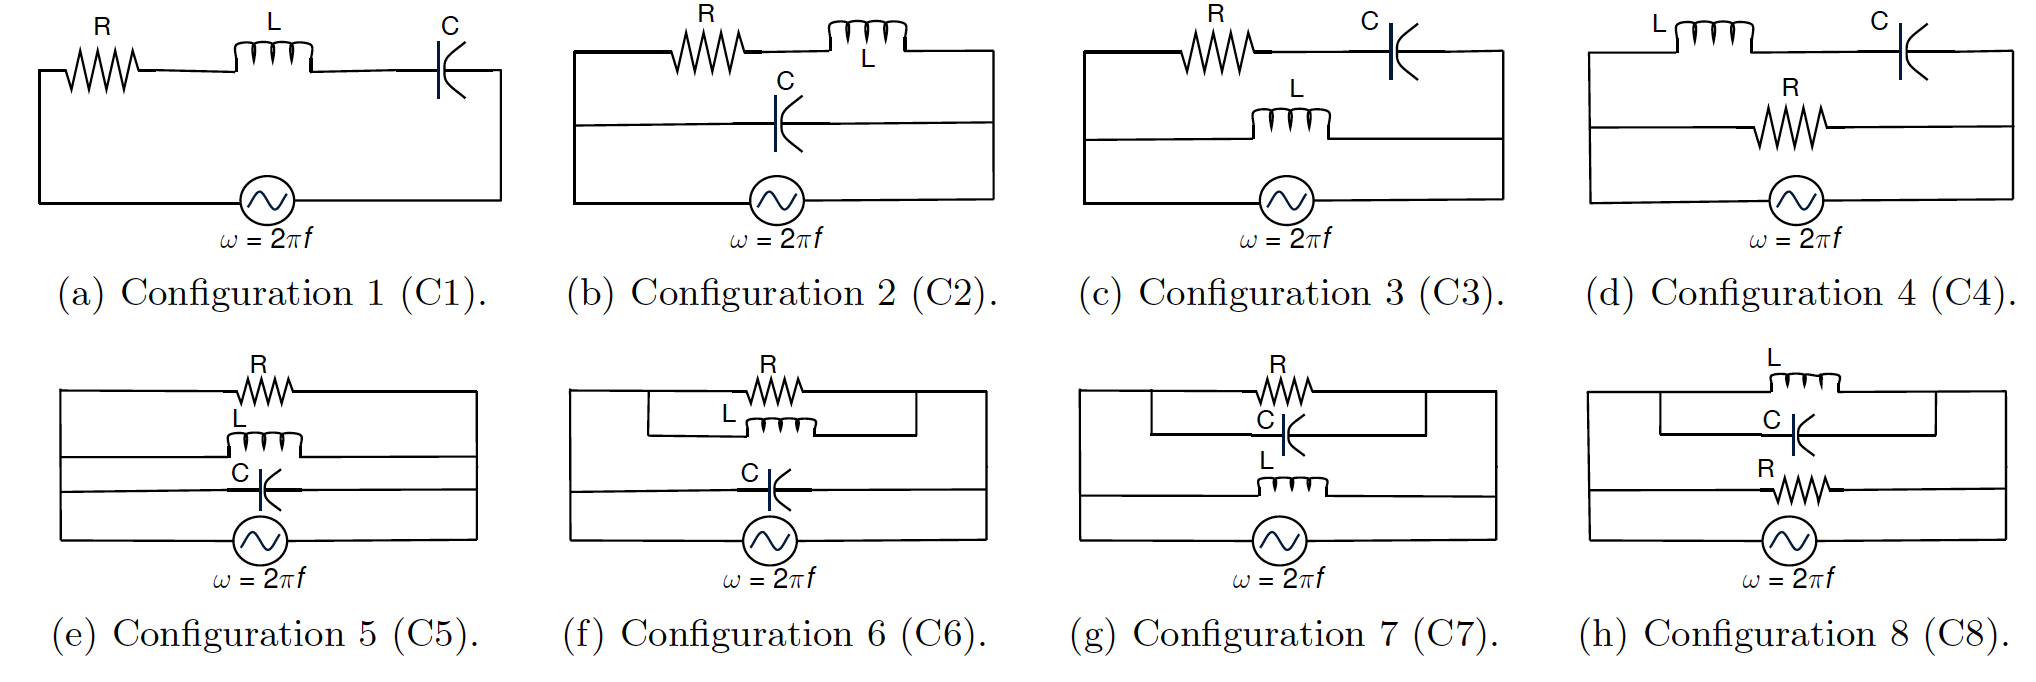 R L C
ω = 2πf
(a) Configuration 1 (C1).
R
L
C
ω = 2πf
(b) Configuration 2 (C2).
R C
L
ω = 2πf
(c) Configuration 3 (C3).
L C
R
ω = 2πf
(d) Configuration 4 (C4).
R
L
C
ω = 2πf
(e) Configuration 5 (C5).
R
L
C
ω = 2πf
(f) Configuration 6 (C6).
R
C
L
ω = 2πf
(g) Configuration 7 (C7).
L
C
R
ω = 2πf
(h) Configuration 8 (C8).